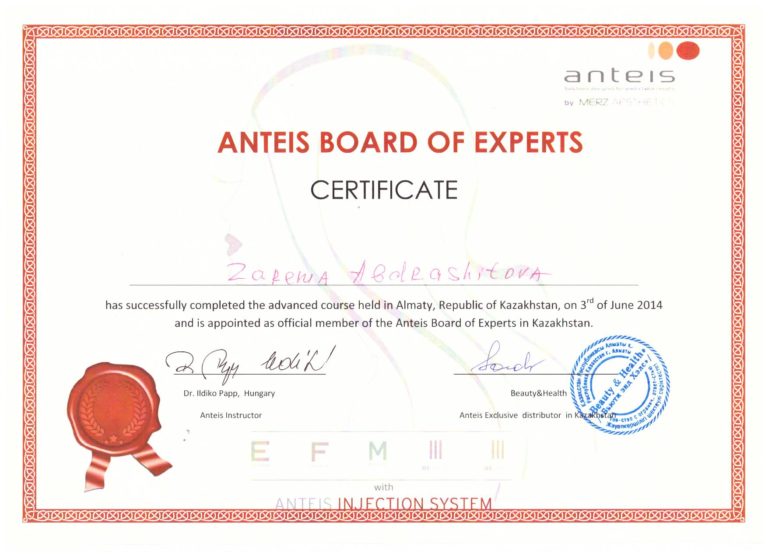 anteis
by MERZ AESTHETICS
ANTEIS BOARD OF EXPERTS
CERTIFICATE
Zarema Abdrashitova
has successfully completed the advanced course held in Almaty, Republic of Kazakhstan, on 3rd of June 2014
and is appointed as official member of the Anteis Board of Experts in Kazakhstan.
Dr. Ildiko Papp, Hungary
Beauty&Health
Anteis Instructor
Anteis Exclusive distributor in Kazakhstan
Beauty & Health
Бьюти энд Хэлс
E F M
with
ANTEIS INJECTION SYSTEM